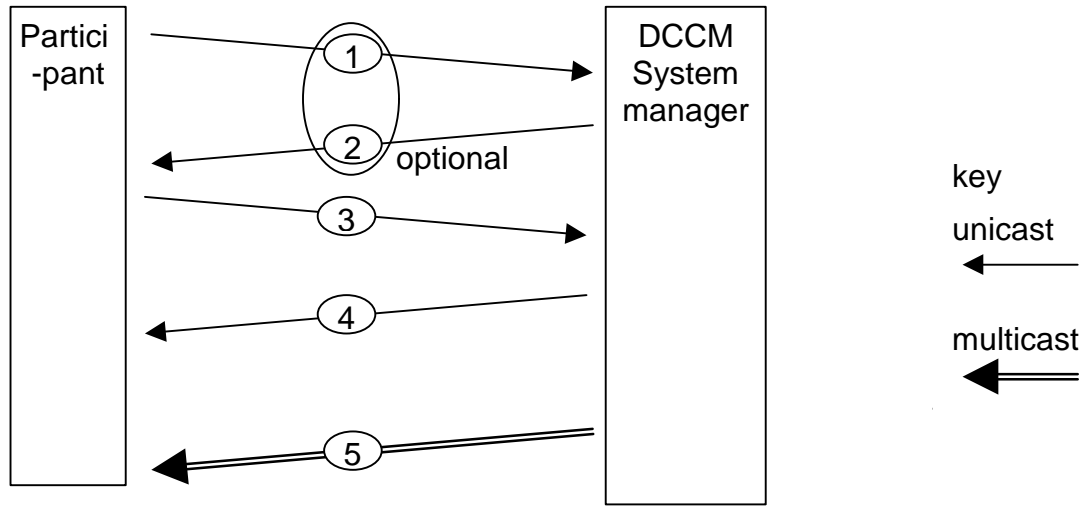 Partici
-pant
DCCM
System
manager
1
2
optional
3
4
5
key
unicast
multicast